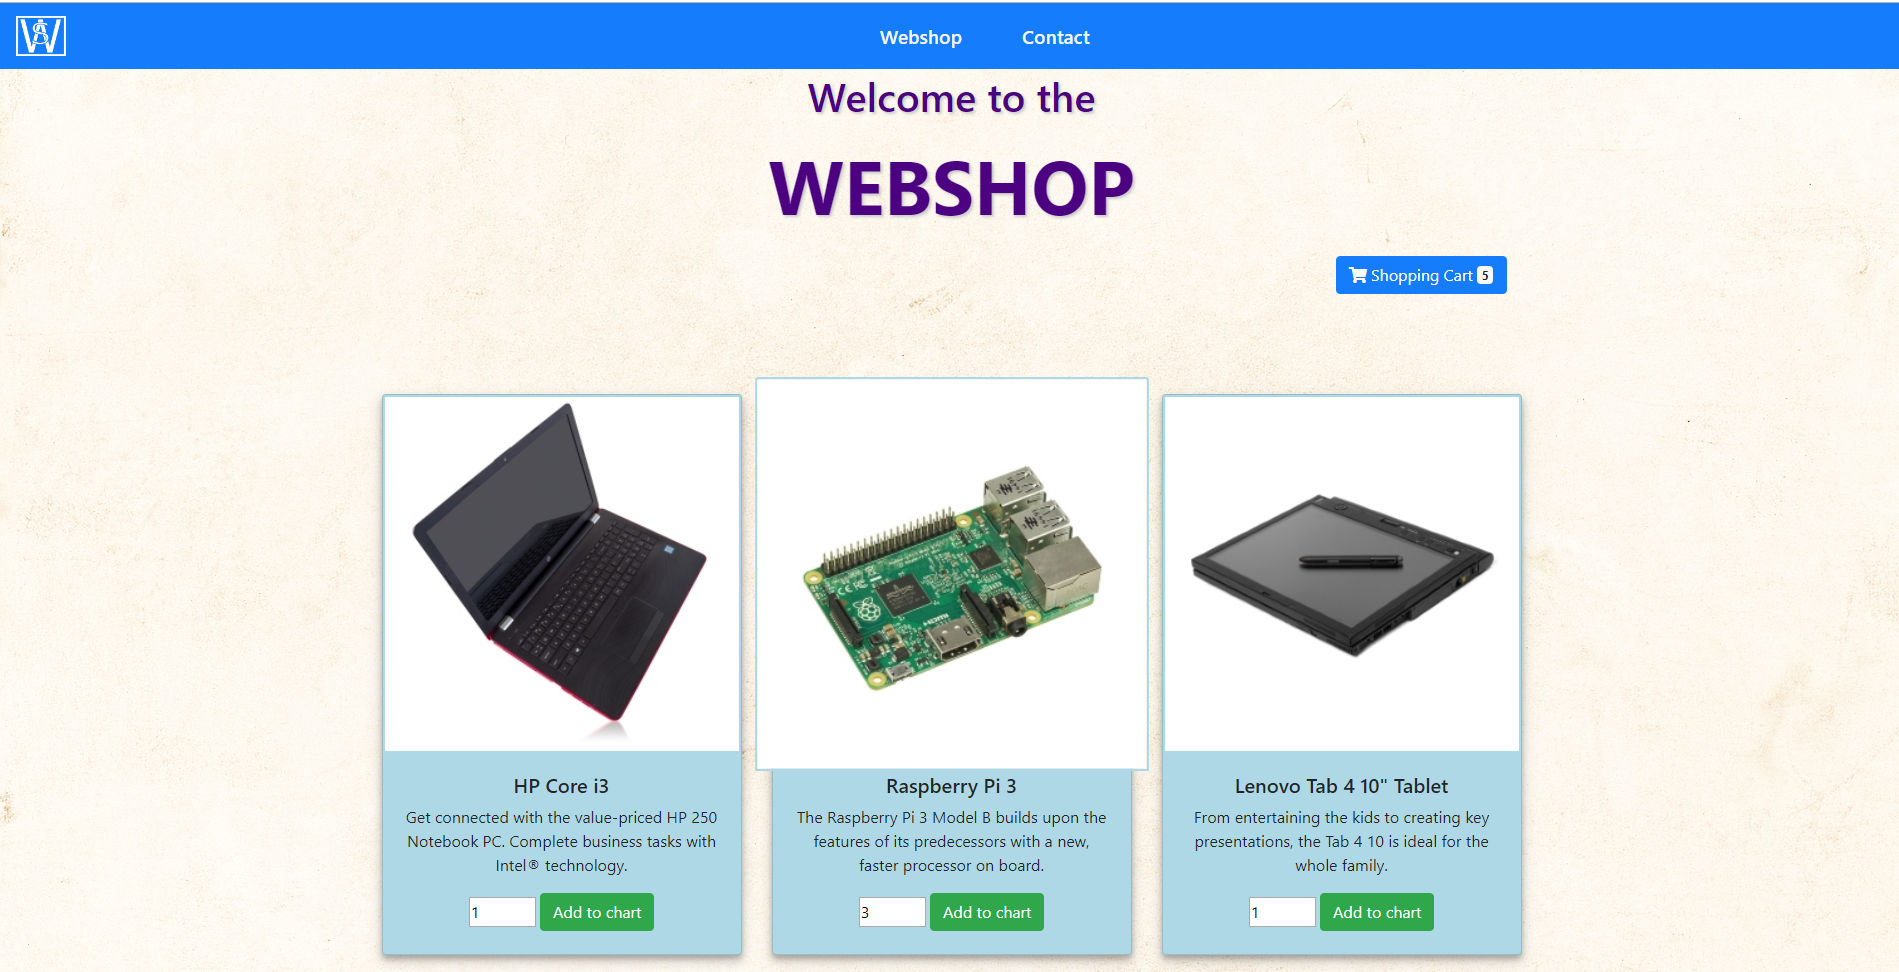 WS
Webshop
Contact
Welcome to the
WEBSHOP
Shopping Cart 5
HP Core i3
Get connected with the value-priced HP 250
Notebook PC. Complete business tasks with
Intel® technology.
1
Add to chart
Raspberry Pi 3
The Raspberry Pi 3 Model B builds upon the
features of its predecessors with a new,
faster processor on board.
3
Add to chart
Lenovo Tab 4 10" Tablet
From entertaining the kids to creating key
presentations, the Tab 4 10 is ideal for the
whole family.
1
Add to chart